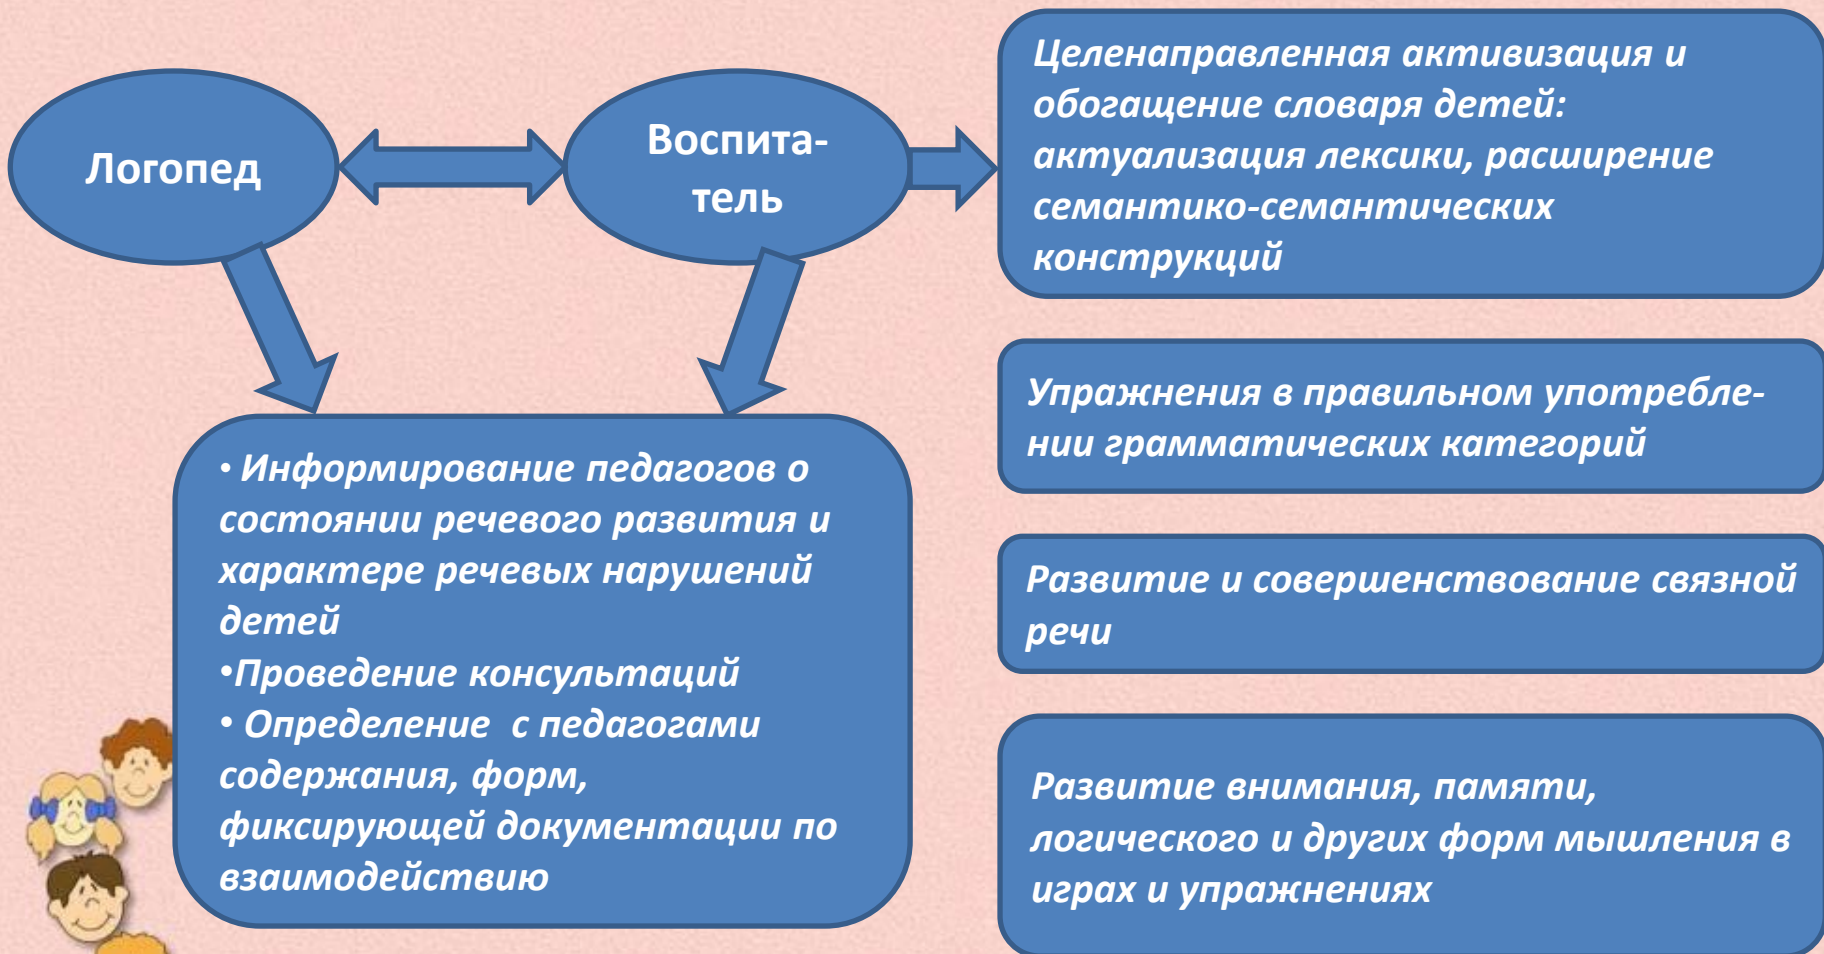 Логопед
Воспита-
тель
Целенаправленная активизация и
обогащение словаря детей:
актуализация лексики, расширение
семантико-семантических
конструкций
Упражнения в правильном употребле-
нии грамматических категорий
Развитие и совершенствование связной
речи
Развитие внимания, памяти,
логического и других форм мышления в
играх и упражнениях
• Информирование педагогов о
состоянии речевого развития и
характере речевых нарушений
детей
•Проведение консультаций
• Определение с педагогами
содержания, форм,
фиксирующей документации по
взаимодействию